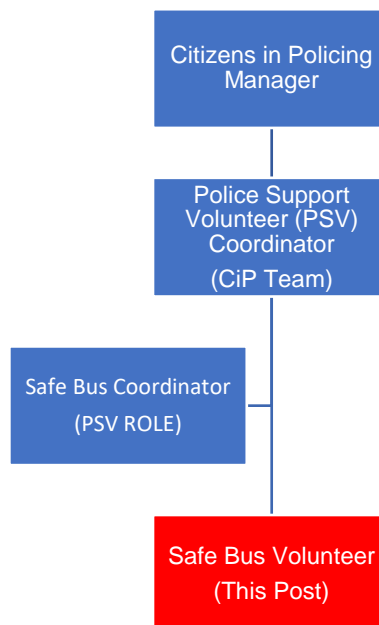 Citizens in Policing
Manager
Police Support
Volunteer (PSV)
Coordinator
(CiP Team)
Safe Bus Coordinator
(PSV ROLE)
Safe Bus Volunteer
(This Post)